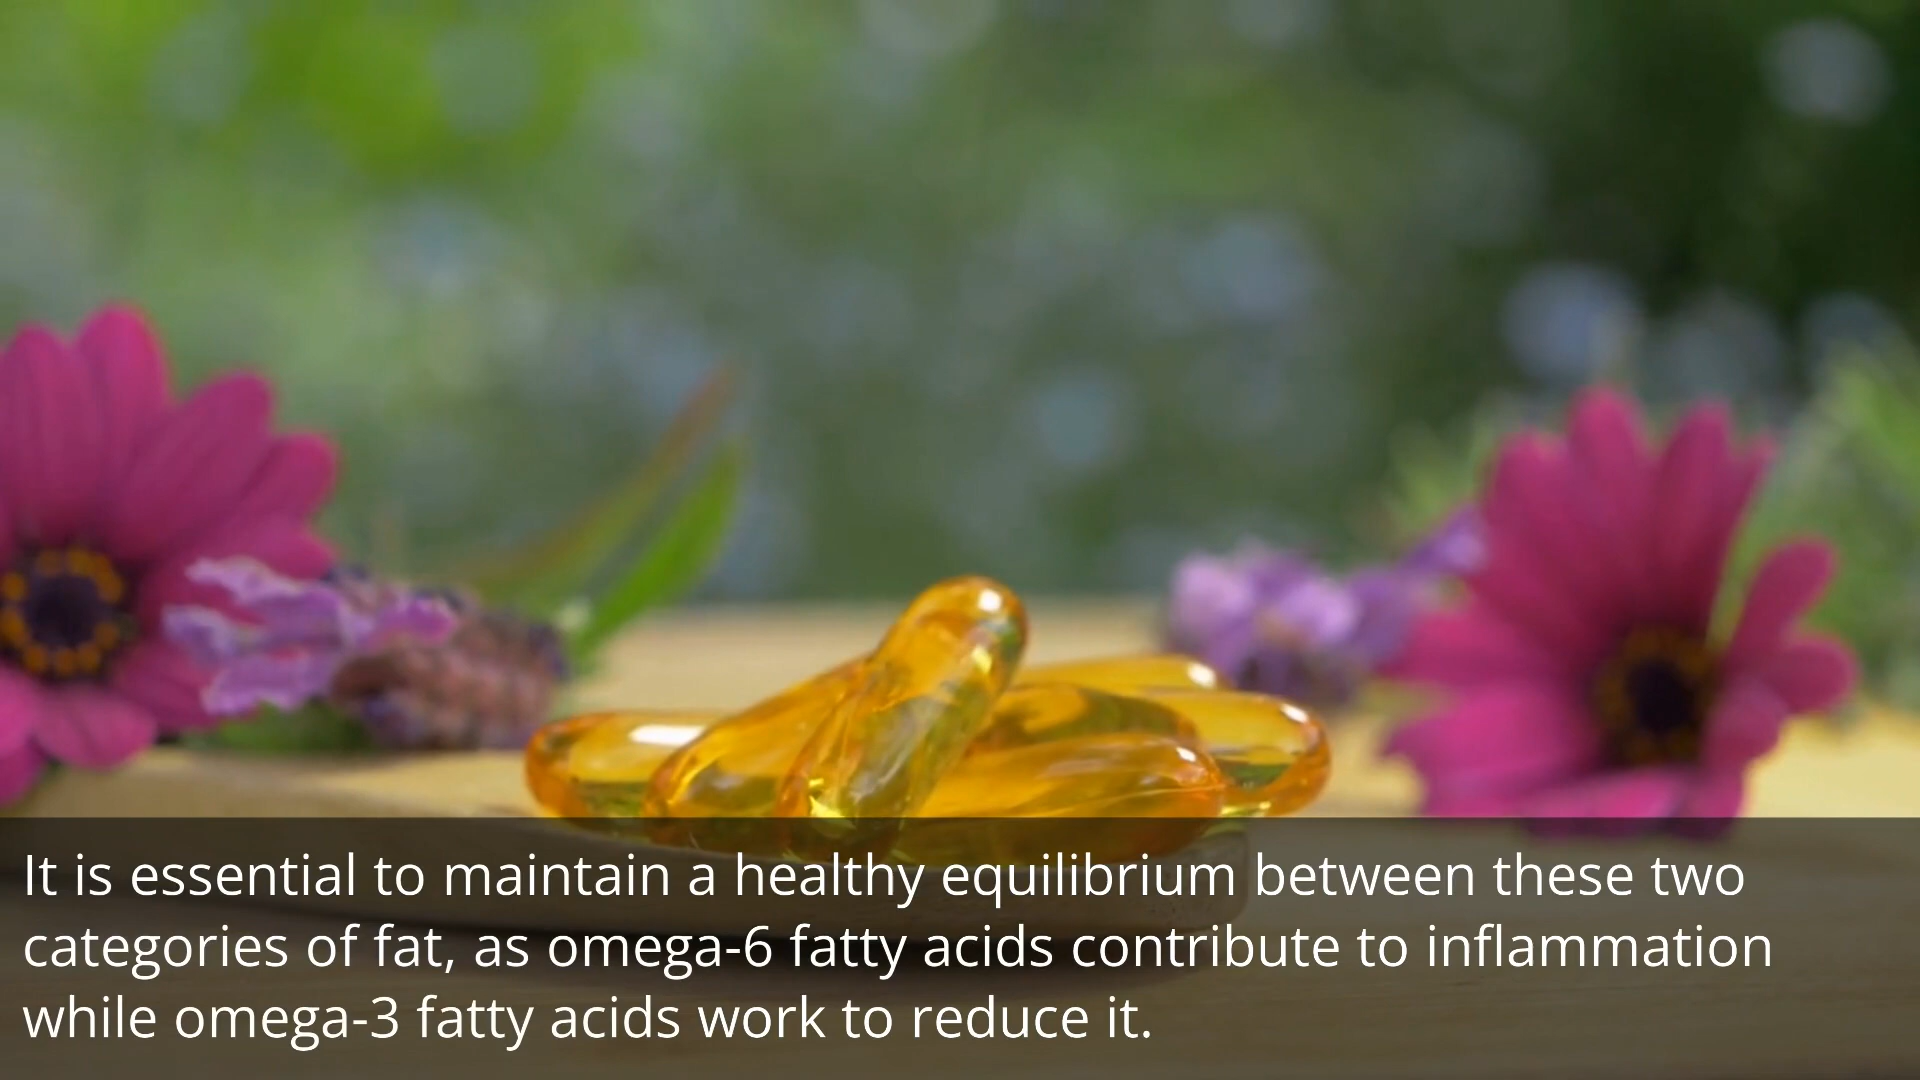 It is essential to maintain a healthy equilibrium between these two
categories of fat, as omega-6 fatty acids contribute to inflammation
while omega-3 fatty acids work to reduce it.